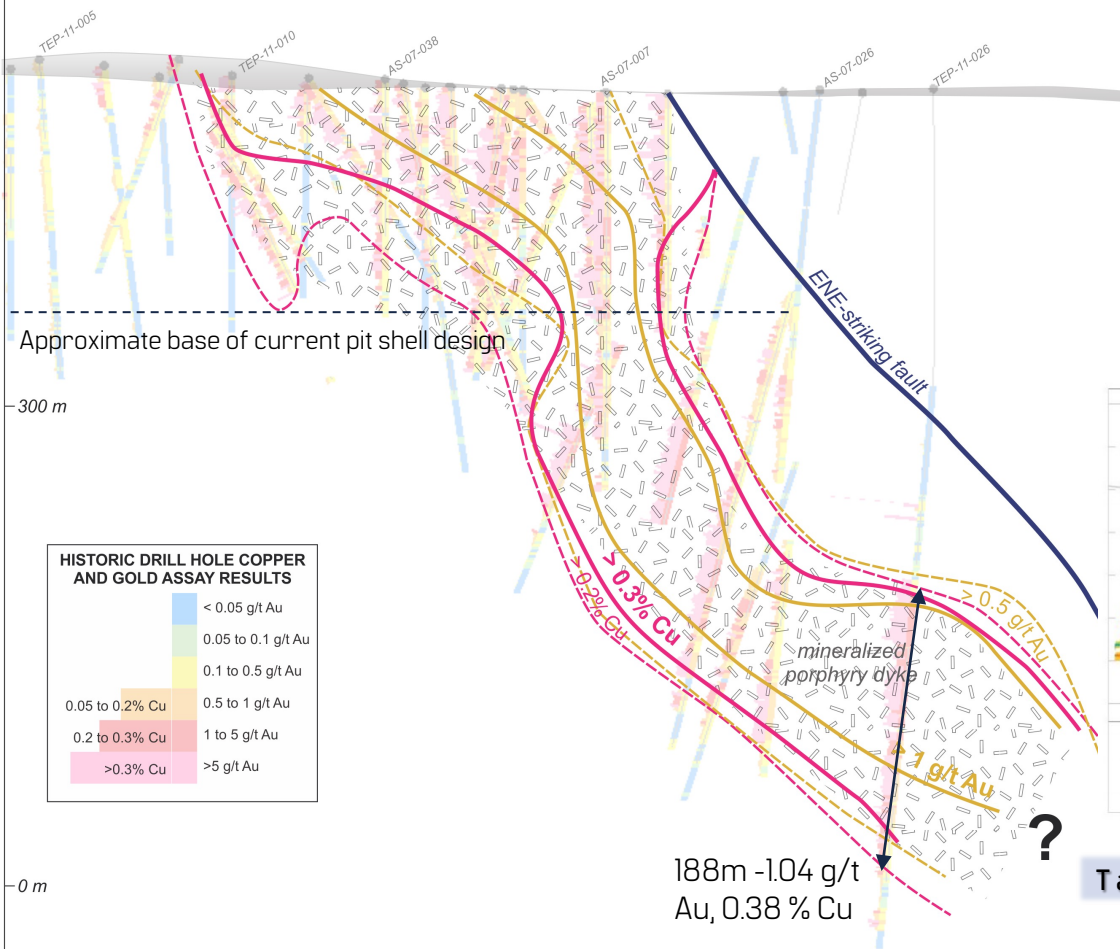 TEP-11-005
TEP-11-010
AS-07-038
AS-07-007
AS-07-026
TEP-11-026
ENE-striking fault
Approximate base of current pit shell design
300 m
HISTORIC DRILL HOLE COPPER
AND GOLD ASSAY RESULTS
< 0.05 g/t Au
0.05 to 0.1 g/t Au
0.1 to 0.5 g/t Au
0.05 to 0.2% Cu
0.5 to 1 g/t Au
0.2 to 0.3% Cu
1 to 5 g/t Au
>0.3% Cu
>5 g/t Au
> 0.2% Cu
> 0.3% Cu
> 0.5 g/t Au
mineralized
porphyry dyke
> 1 g/t Au
?
188m -1.04 g/t
Au, 0.38 % Cu
0 m